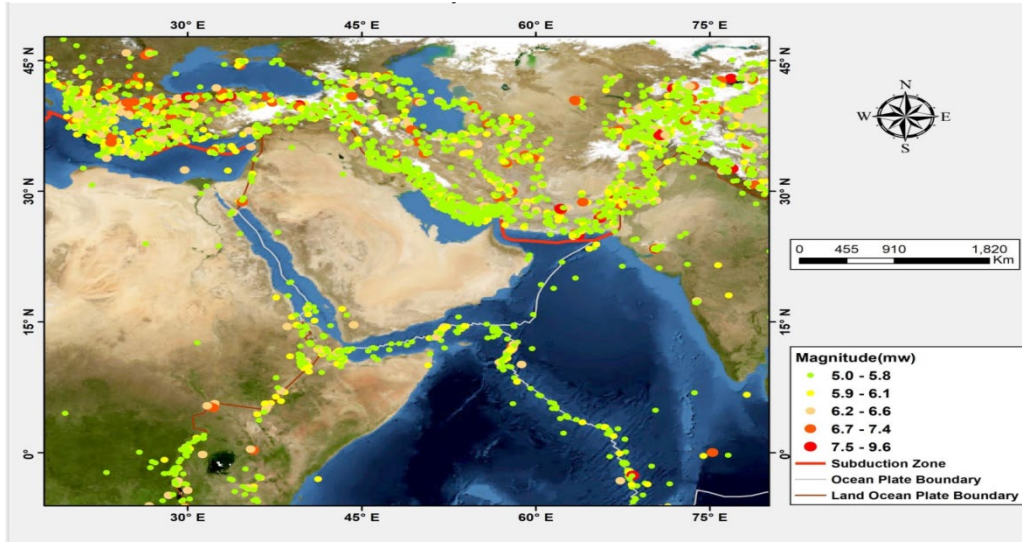 30° E 45° E 60° E 75° E
45° N 45° N
30° N 30° N
15° N 15° N
0° 0°
30° E 45° E 60° E 75° E
N
W E
S
0 455 910 1,820
Km
Magnitude(mw)
5.0 - 5.8
5.9 - 6.1
6.2 - 6.6
6.7 - 7.4
7.5 - 9.6
Subduction Zone
Ocean Plate Boundary
Land Ocean Plate Boundary